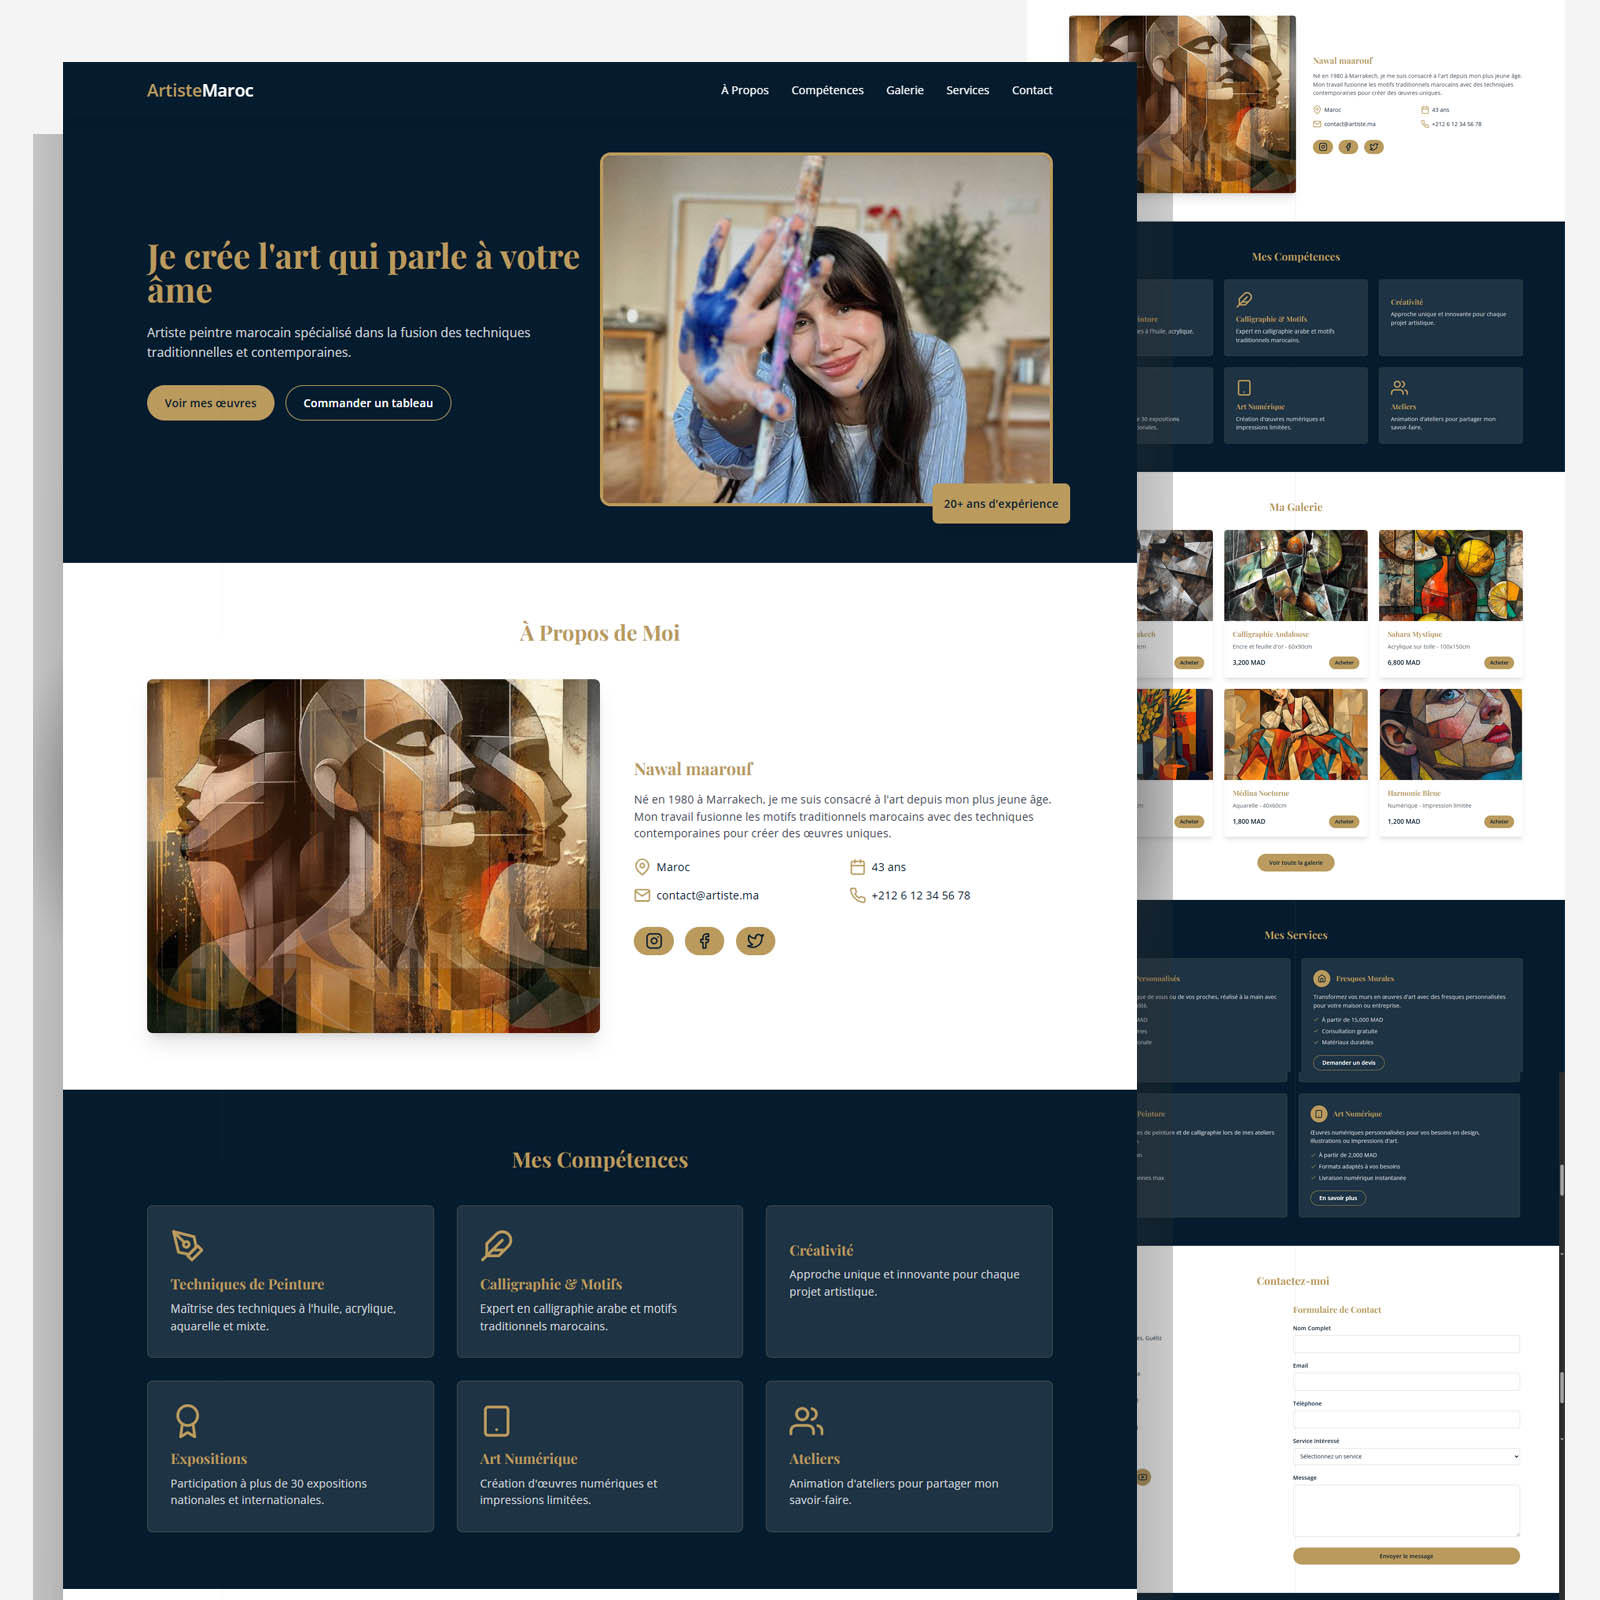 ArtisteMaroc
À Propos
Compétences
Galerie
Services
Contact
Je crée l'art qui parle à votre
âme
Artiste peintre marocain spécialisé dans la fusion des techniques
traditionnelles et contemporaines.
Voir mes œuvres
Commander un tableau
20+ ans d'expérience
À Propos de Moi
Nawal maarouf
Né en 1980 à Marrakech, je me suis consacré à l'art depuis mon plus jeune âge.
Mon travail fusionne les motifs traditionnels marocains avec des techniques
contemporaines pour créer des œuvres uniques.
Maroc
43 ans
contact@artiste.ma
+212 6 12 34 56 78
Mes Compétences
Techniques de Peinture
Maîtrise des techniques à l'huile, acrylique,
aquarelle et mixte.
Calligraphie & Motifs
Expert en calligraphie arabe et motifs
traditionnels marocains.
Créativité
Approche unique et innovante pour chaque
projet artistique.
Expositions
Participation à plus de 30 expositions
nationales et internationales.
Art Numérique
Création d'œuvres numériques et
impressions limitées.
Ateliers
Animation d'ateliers pour partager mon
savoir-faire.
Nawal maarouf
Né en 1980 à Marrakech, je me suis consacré à l'art depuis mon plus jeune âge.
Mon travail fusionne les motifs traditionnels marocains avec des techniques
contemporaines pour créer des œuvres uniques.
Maroc
43 ans
contact@artiste.ma
+212 6 12 34 56 78
Mes Compétences
es à l'huile, acrylique,
Calligraphie & Motifs
Expert en calligraphie arabe et motifs
traditionnels marocains.
Créativité
Approche unique et innovante pour chaque
projet artistique.
30 expositions
Art Numérique
Création d'œuvres numériques et
impressions limitées.
Ateliers
Animation d'ateliers pour partager mon
savoir-faire.
Ma Galerie
Acheter
Calligraphie Andalouse
Encre et feuille d'or - 60x90cm
3,200 MAD
Acheter
Sahara Mystique
Acrylique sur toile - 100x150cm
6,800 MAD
Acheter
Acheter
Médina Nocturne
Aquarelle - 40x60cm
1,800 MAD
Acheter
Harmonie Bleue
Numérique - Impression limitée
1,200 MAD
Acheter
Voir toute la galerie
Mes Services
Personnalisés
que de vous ou de vos proches, réalisé à la main avec
MAD
Fresques Murales
Transformez vos murs en œuvres d'art avec des fresques personnalisées
pour votre maison ou entreprise.
À partir de 15,000 MAD
Consultation gratuite
Matériaux durables
Demander un devis
Peinture
es de peinture et de calligraphie lors de mes ateliers
onnes max
Art Numérique
Œuvres numériques personnalisées pour vos besoins en design,
illustrations ou impressions d'art.
À partir de 2,000 MAD
Formats adaptés à vos besoins
Livraison numérique instantanée
En savoir plus
Contactez-moi
es, Guéliz
Formulaire de Contact
Nom Complet
Email
Téléphone
Service Intéressé
Sélectionnez un service
Message
Envoyer le message